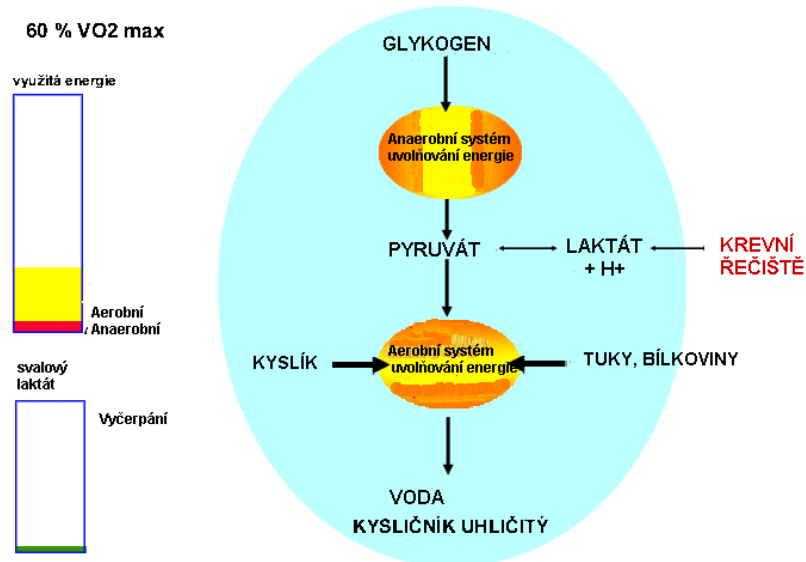 60 % VO2 max
využitá energie
Aerobní
Anaerobní
svalový
laktát
Vyčerpání
GLYKOGEN
Anaerobní systém
uvolňování energie
PYRUVÁT
LAKTÁT
+ H+
KREVNÍ
ŘEČIŠTĚ
KYSLÍK
Aerobní systém
uvolňování energie
TUKY, BÍLKOVINY
VODA
KYSLIČNÍK UHLIČITÝ